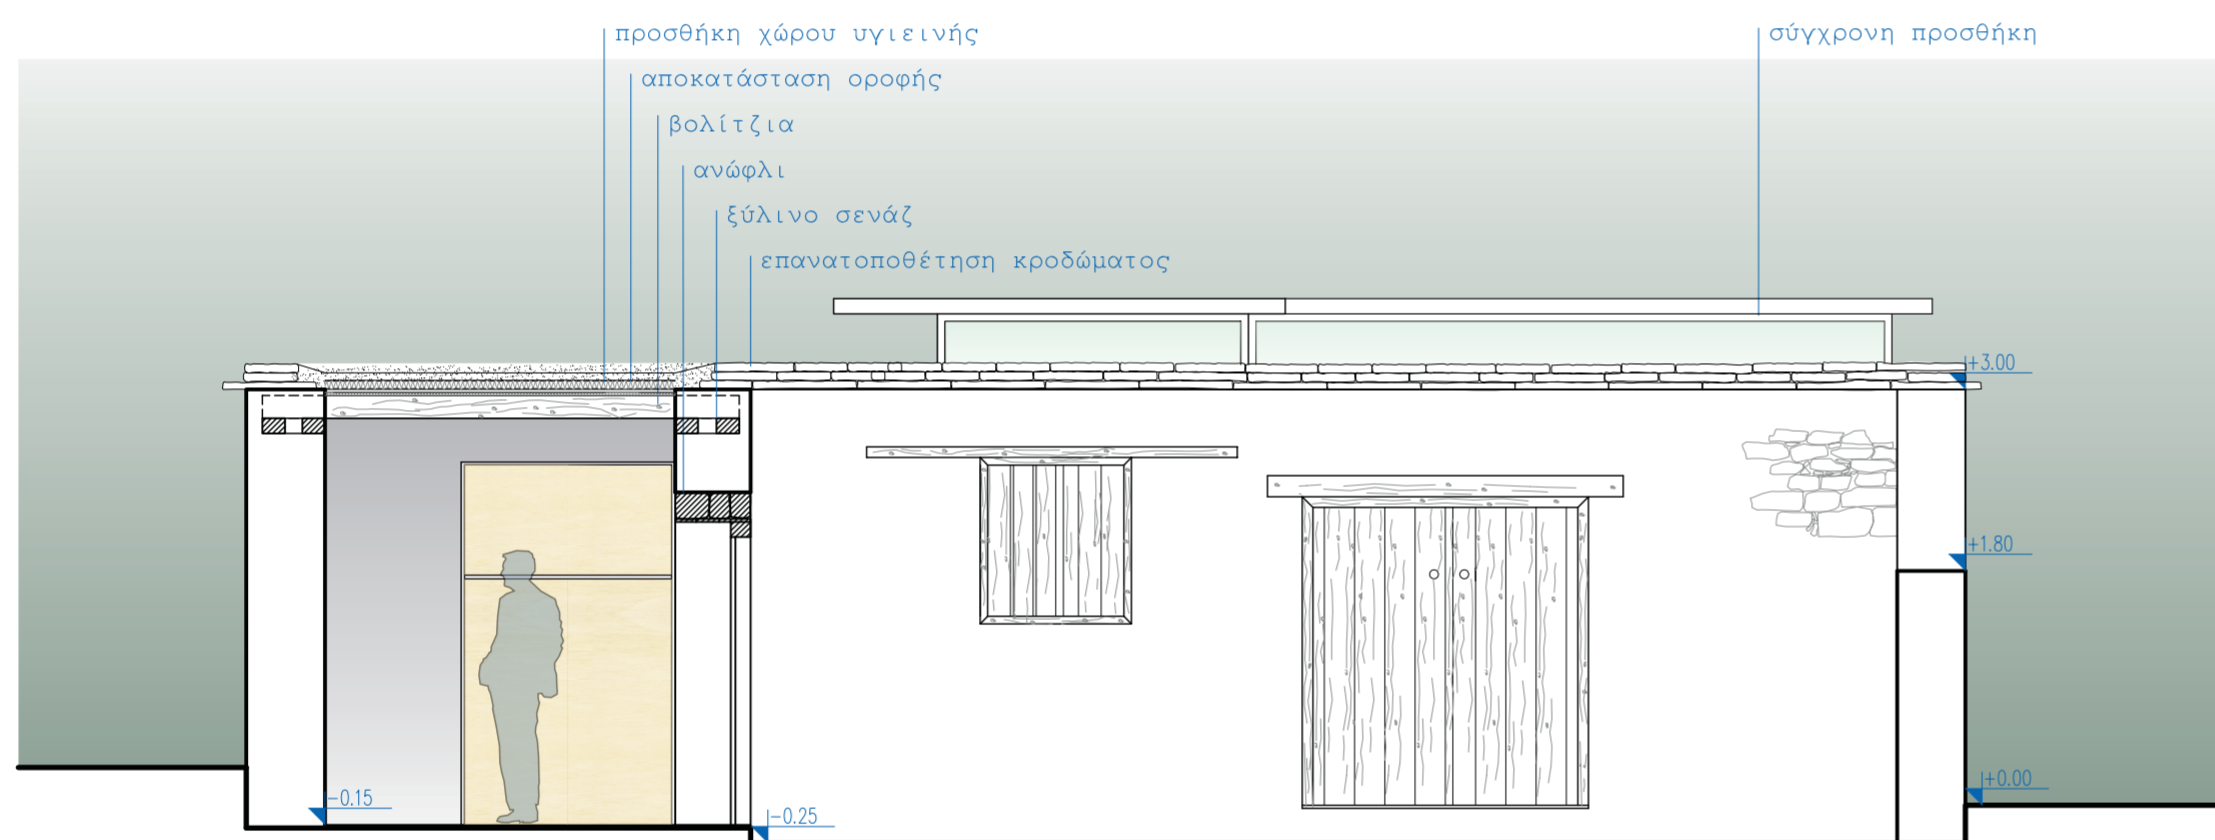 προσθήκη χώρου υγιεινής
σύγχρονη προσθήκη
αποκατάσταση οροφής
βολίτζια
ανώφλι
ξύλινο σενάζ
επανατοποθέτηση κροδώματος
+3.00
+1.80
+0.00
-0.15
-0.25